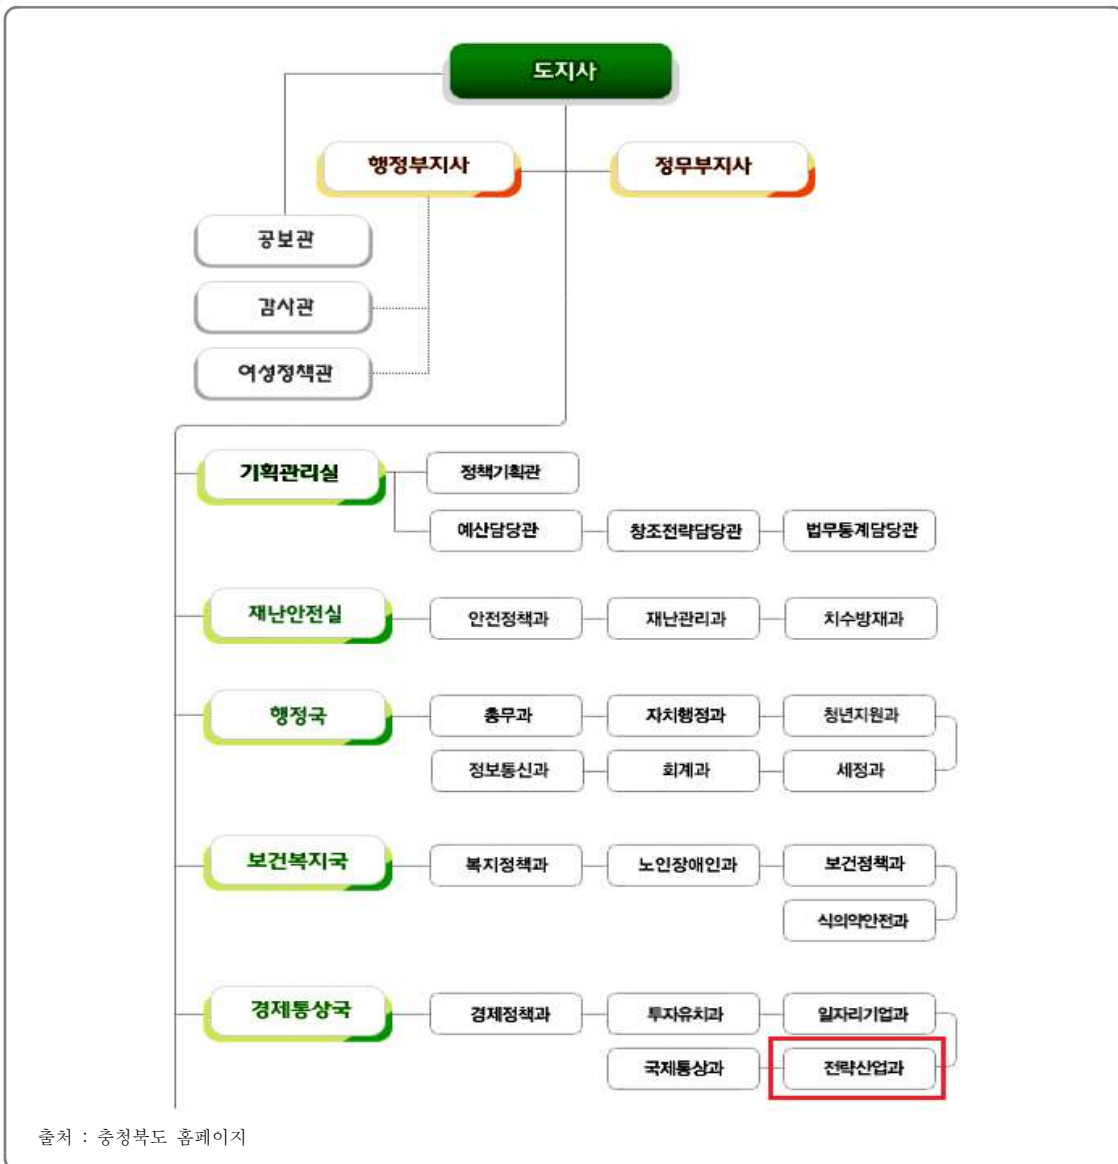 도지사
행정부지사 정무부지사
공보관
감사관
여성정책관
기획관리실 정책기획관
예산담당관 창조전략담당관 법무통계담당관
재난안전실 안전정책과 재난관리과 치수방재과
행정국 총무과 자치행정과 청년지원과
정보통신과 회계과 세정과
보건복지국 복지정책과 노인장애인과 보건정책과
식의약안전과
경제통상국 경제정책과 투자유치과 일자리기업과
국제통상과 전략산업과
출처 : 충청북도 홈페이지